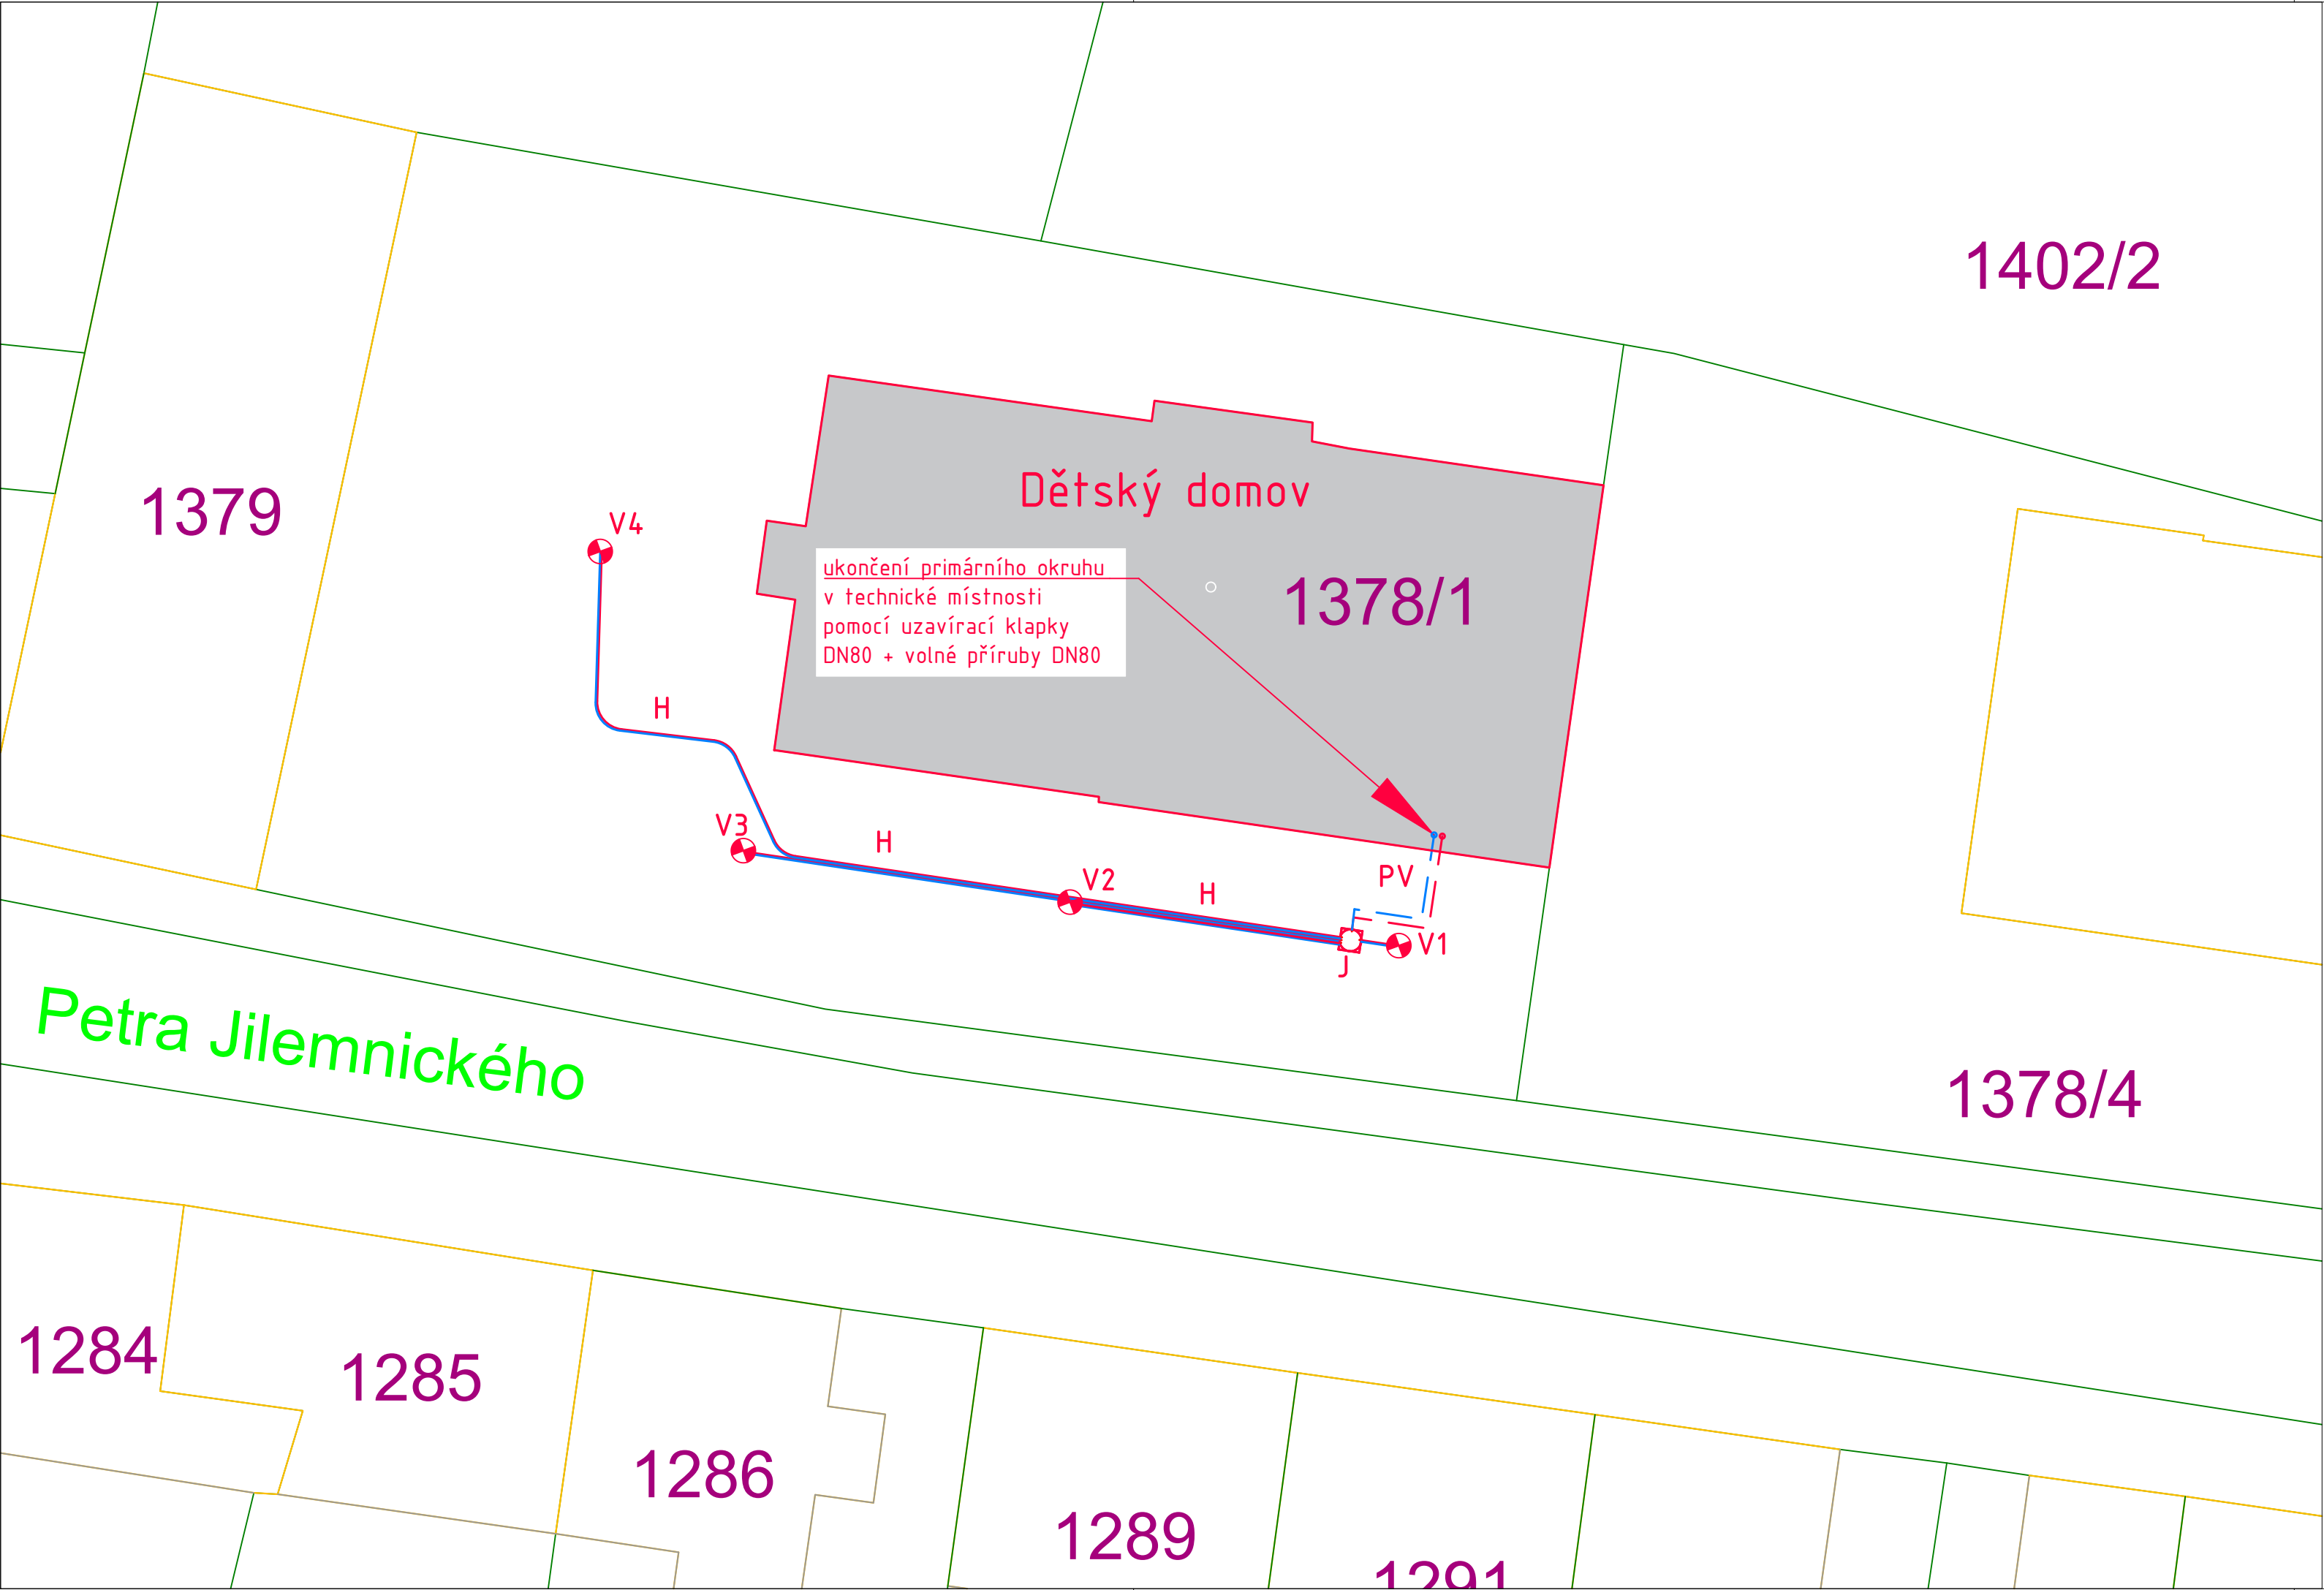 1402/2
1379
V4
Dětský domov
ukončení primárního okruhu
v technické místnosti
pomocí uzavírací klapky
DN80 + volné příruby DN80
1378/1
H
V3
H
V2
H
PV
V1
J
Petra Jilemnického
1378/4
1284
1285
1286
1289
1291